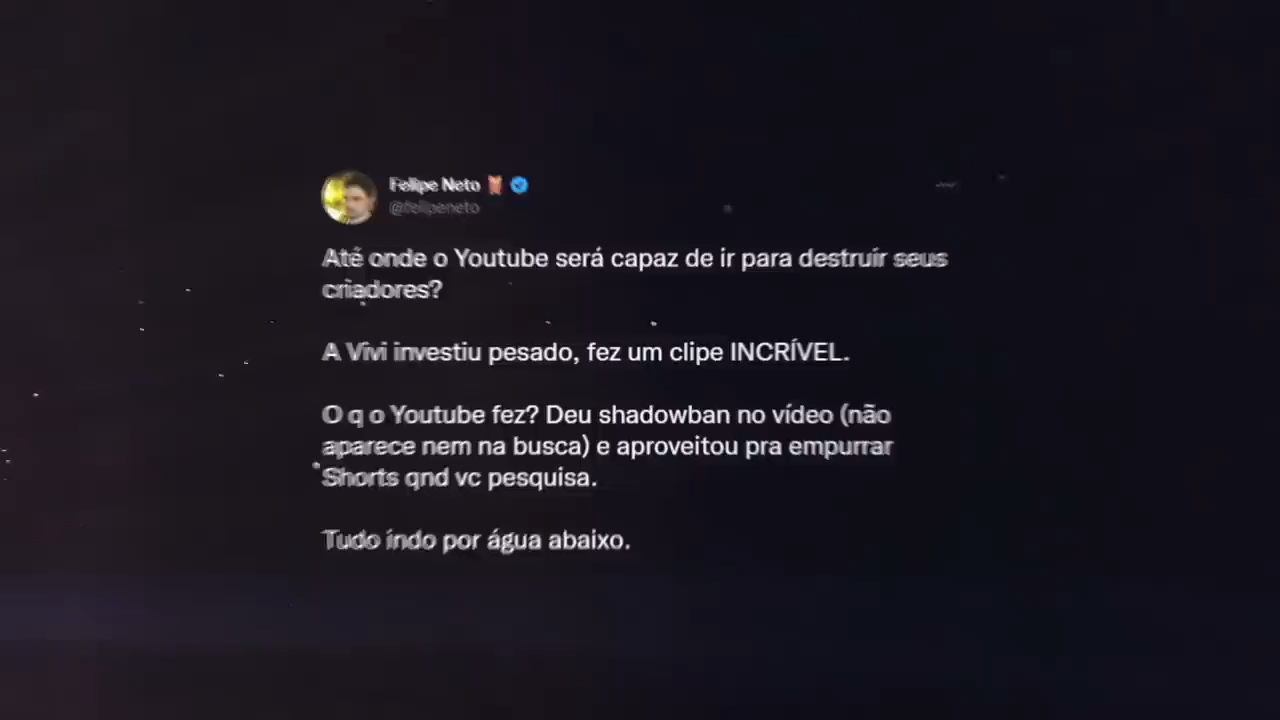 Felipe Neto
@felipeneto
Até onde o Youtube será capaz de ir para destruir seus
criadores?
A Vivi investiu pesado, fez um clipe INCRÍVEL.
O q o Youtube fez? Deu shadowban no vídeo (não
aparece nem na busca) e aproveitou pra empurrar
Shorts qnd vc pesquisa.
Tudo indo por água abaixo.